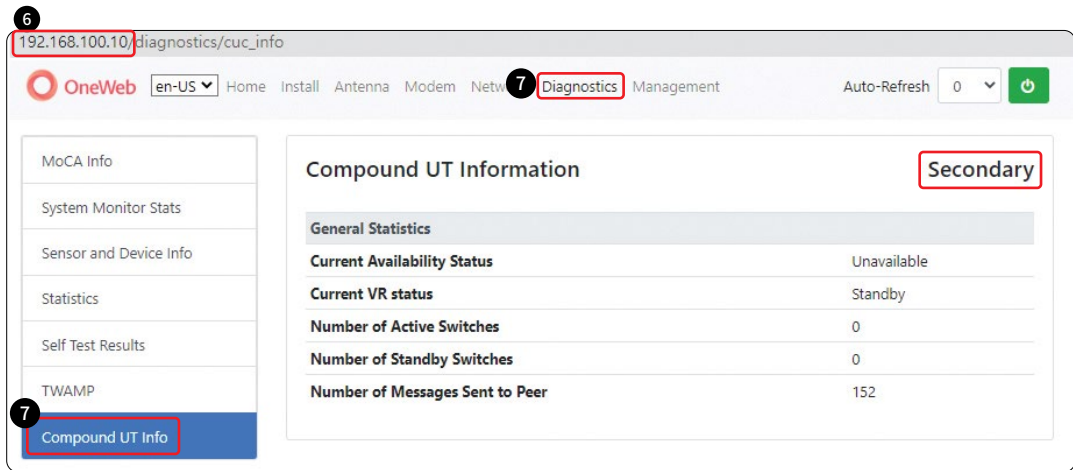 6
192.168.100.10/diagnostics/cuc_info
OneWeb en-US Home Install Antenna Modem Netw 7 Diagnostics Management Auto-Refresh 0
MoCA Info
System Monitor Stats
Sensor and Device Info
Statistics
Self Test Results
TWAMP
7
Compound UT Info
Compound UT Information Secondary
General Statistics
Current Availability Status Unavailable
Current VR status Standby
Number of Active Switches 0
Number of Standby Switches 0
Number of Messages Sent to Peer 152